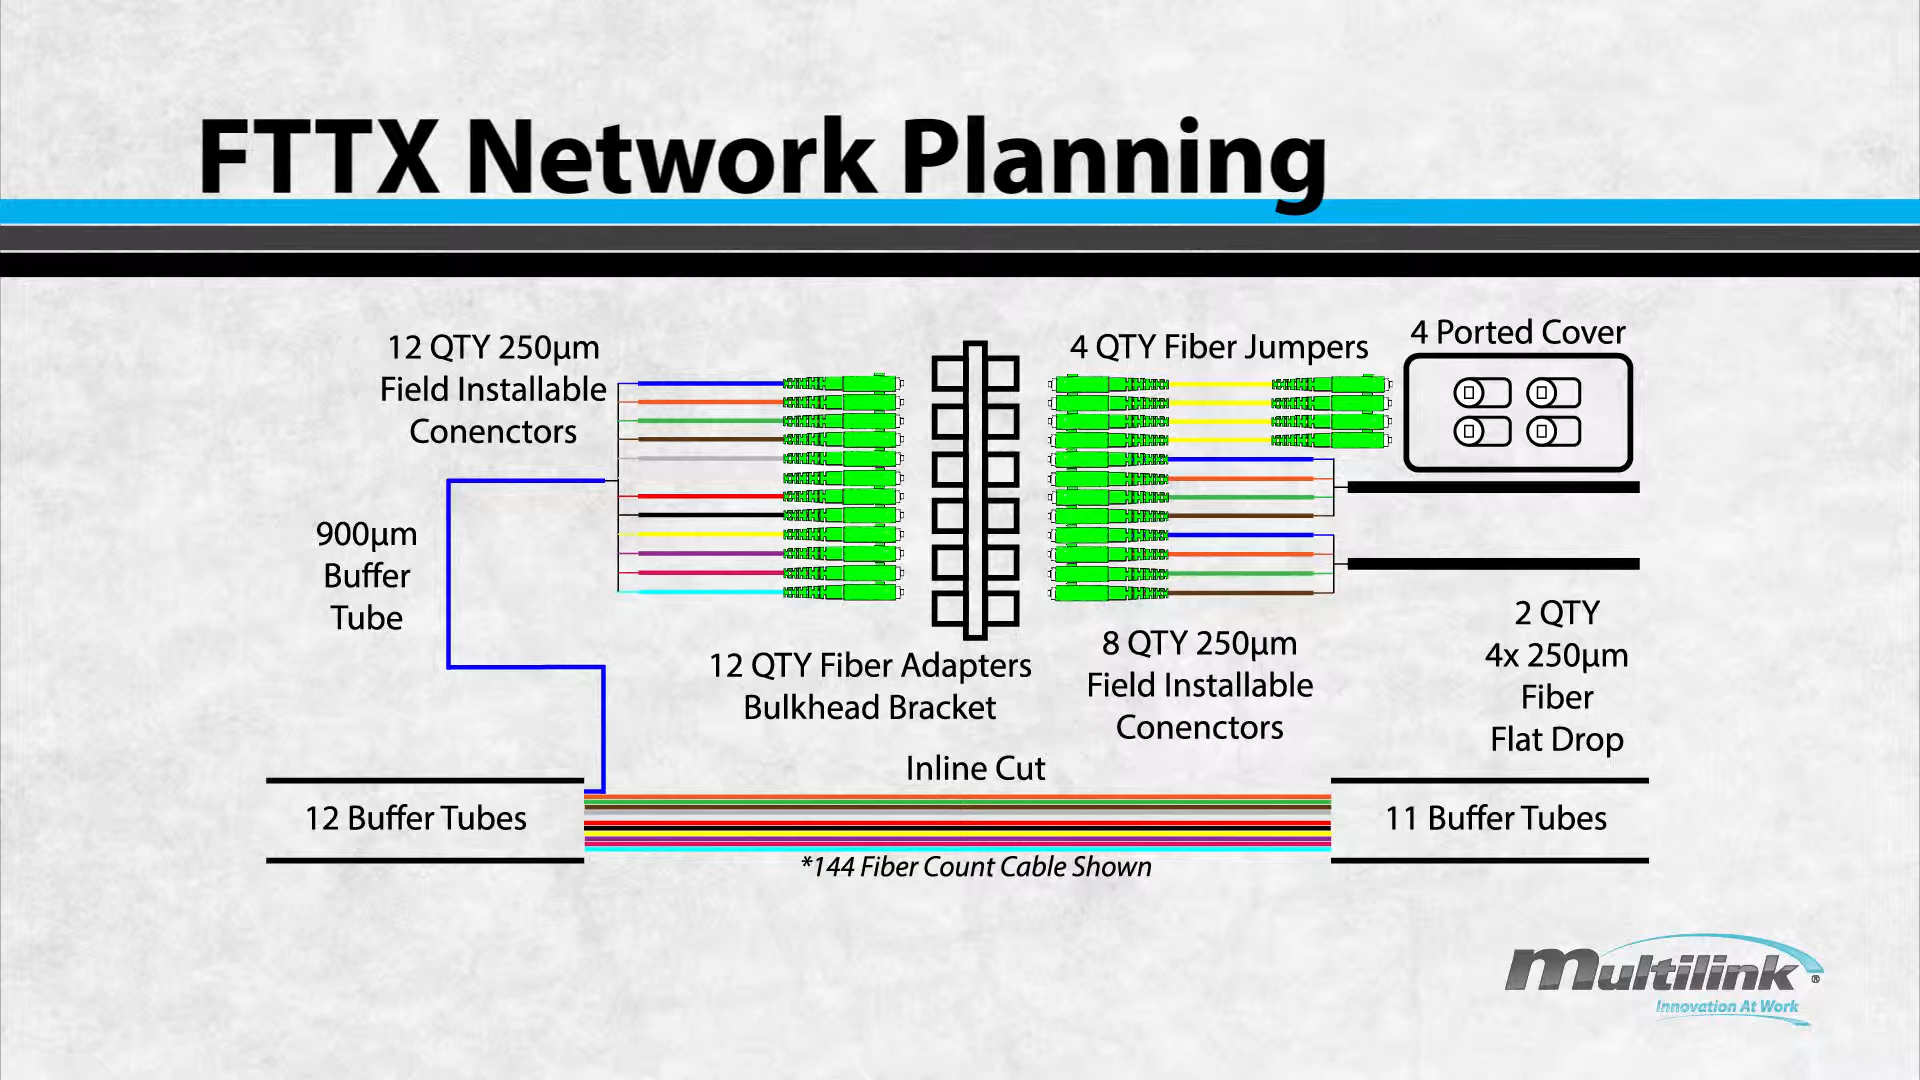 FTTX Network Planning
12 QTY 250µm
Field Installable
Conenctors
4 QTY Fiber Jumpers
4 Ported Cover
900µm
Buffer
Tube
12 QTY Fiber Adapters
Bulkhead Bracket
8 QTY 250µm
Field Installable
Conenctors
2 QTY
4x 250µm
Fiber
Flat Drop
Inline Cut
12 Buffer Tubes
11 Buffer Tubes
*144 Fiber Count Cable Shown
Multilink®
Innovation At Work